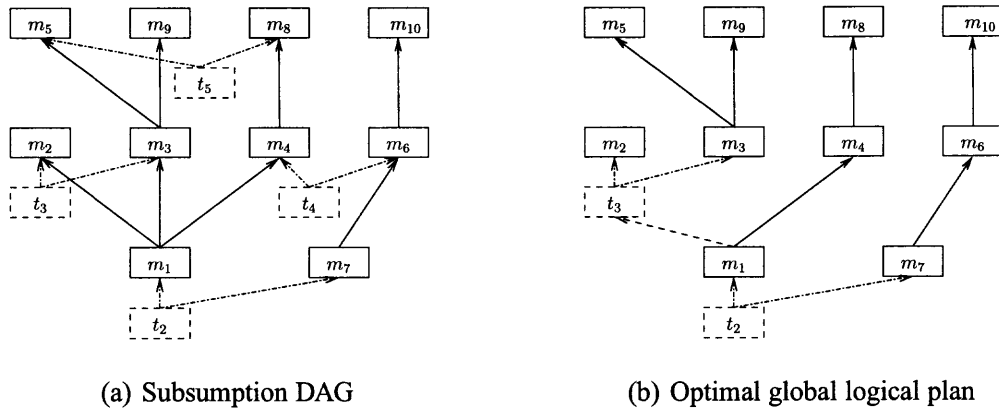 m5 m9 m8 m10 m5 m9 m8 m10
t5
m2 m3 m4 m6 m2 m3 m4 m6
t3 t4 t3
m1 m7 m1 m7
t2 t2
(a) Subsumption DAG (b) Optimal global logical plan